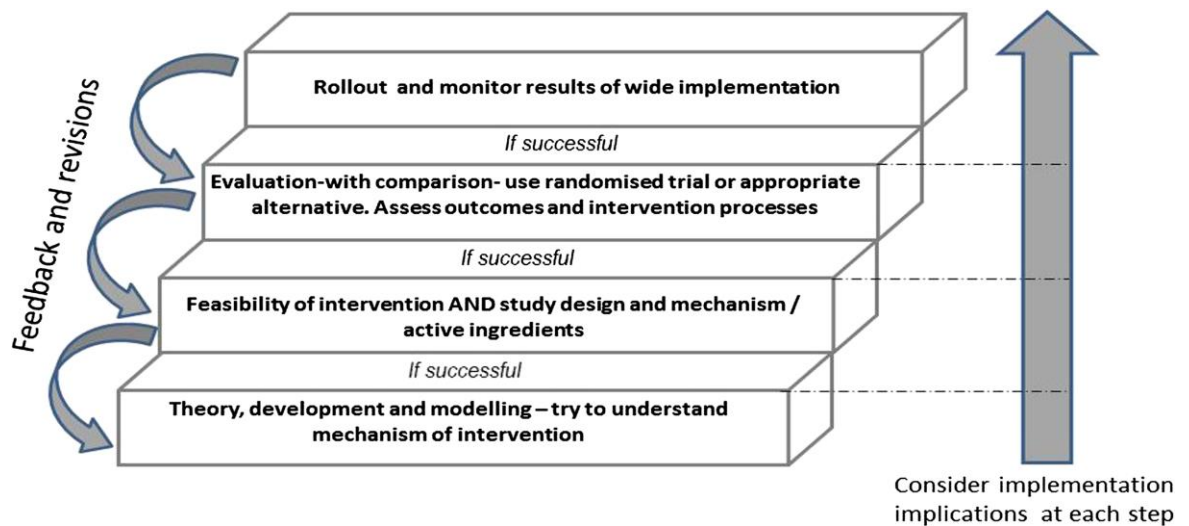 Rollout and monitor results of wide implementation
If successful
Evaluation-with comparison- use randomised trial or appropriate
alternative. Assess outcomes and intervention processes
If successful
Feasibility of intervention AND study design and mechanism /
active ingredients
If successful
Theory, development and modelling – try to understand
mechanism of intervention
Feedback and revisions
Consider implementation
implications at each step